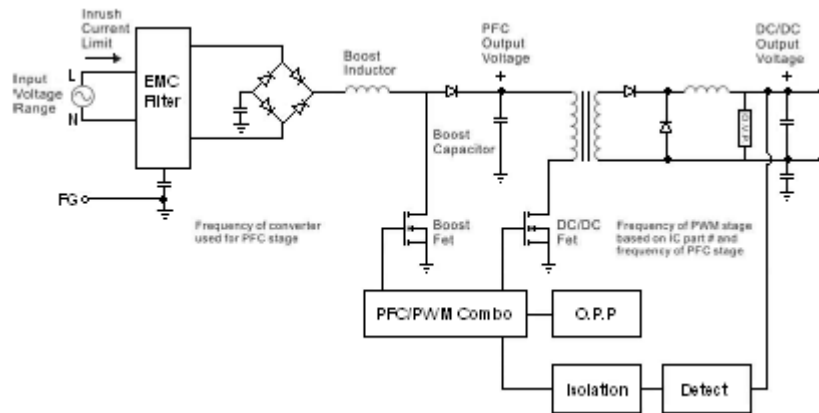 Inrush
Current
Limit
Input
Voltage
Range
L
N
EMC
Filter
FG
Boost
Inductor
PFC
Output
Voltage
+
DC/DC
Output
Voltage
+
Boost
Capacitor
O.V.P
Frequency of converter
used for PFC stage
Boost
Fet
DC/DC
Fet
Frequency of PWM stage
based on IC part # and
frequency of PFC stage
PFC/PWM Combo
O.P.P
Isolation
Detect